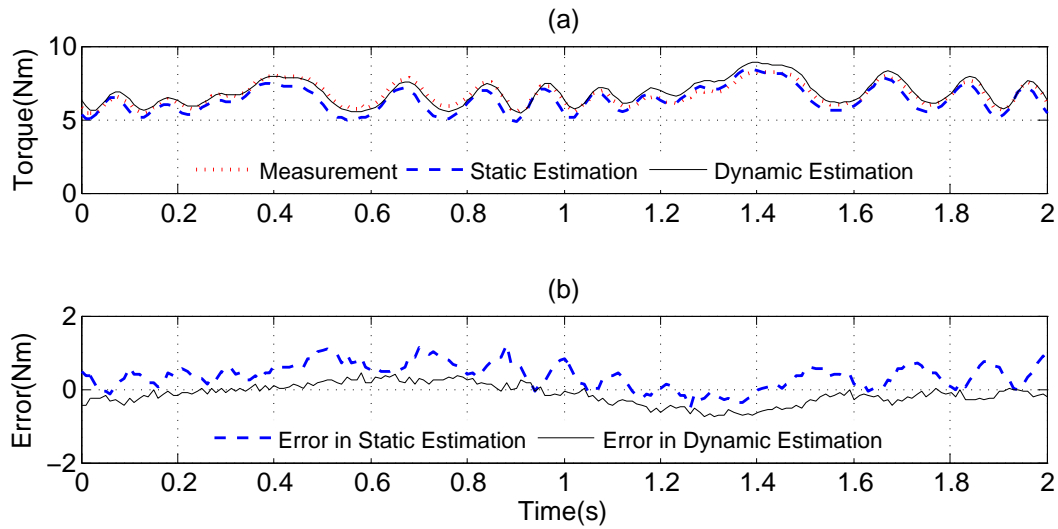 (a)
Torque(Nm)
10
5
0
Measurement Static Estimation Dynamic Estimation
0 0.2 0.4 0.6 0.8 1 1.2 1.4 1.6 1.8 2
(b)
Error(Nm)
2
0
−2
Error in Static Estimation Error in Dynamic Estimation
0 0.2 0.4 0.6 0.8 1 1.2 1.4 1.6 1.8 2
Time(s)